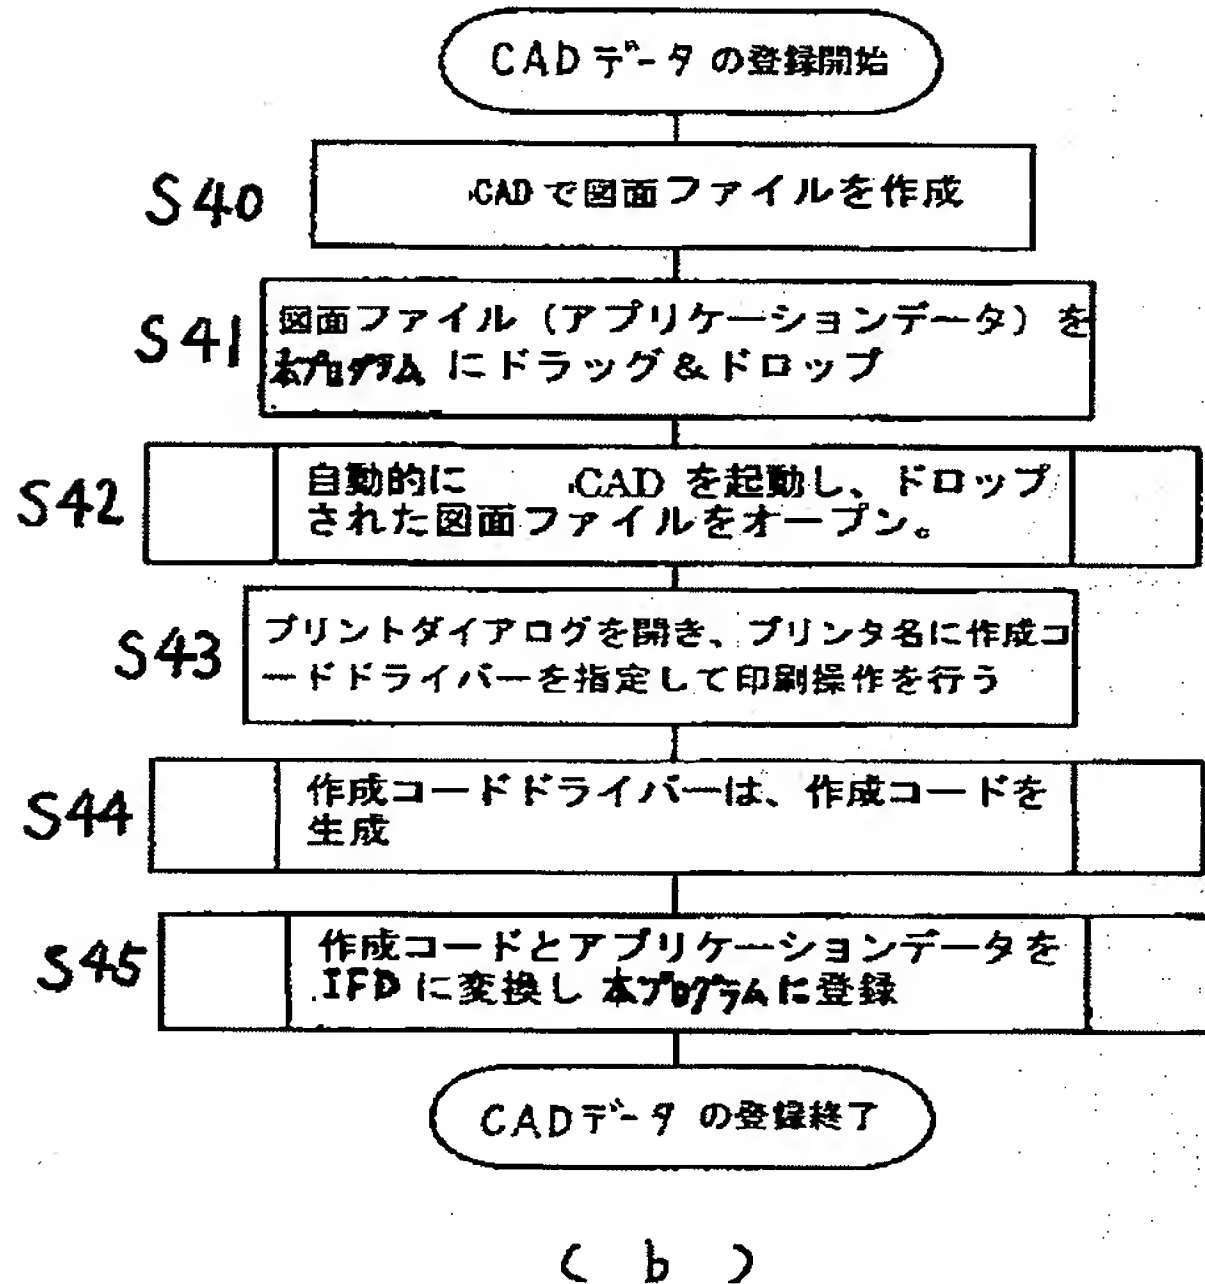 CADデータの登録開始
S40
CADで図面ファイルを作成
S41
図面ファイル（アプリケーションデータ）を
本プログラムにドラッグ＆ドロップ
S42
自動的に CADを起動し、ドロップ
された図面ファイルをオープン。
S43
プリントダイアログを開き、プリンタ名に作成コ
ードドライバーを指定して印刷操作を行う
S44
作成コードドライバーは、作成コードを
生成
S45
作成コードとアプリケーションデータを
IFDに変換し 本プログラムに登録
CADデータの登録終了
( b )